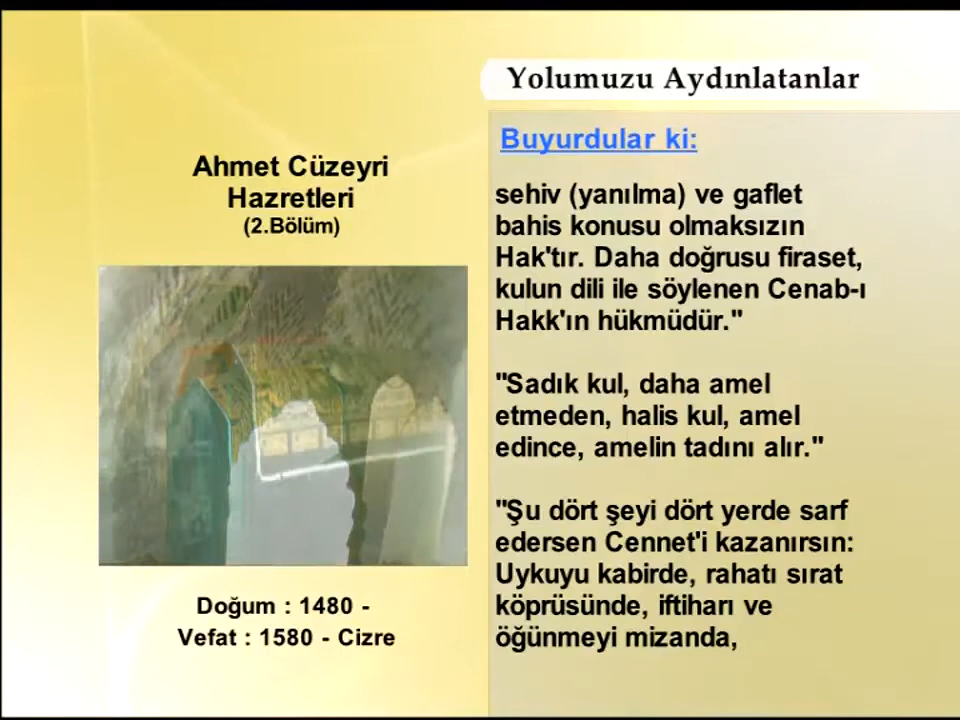 Yolumuzu Aydınlatanlar
Ahmet Cüzeyri
Hazretleri
(2.Bölüm)
Doğum : 1480 -
Vefat : 1580 - Cizre
Buyurdular ki:
sehiv (yanılma) ve gaflet
bahis konusu olmaksızın
Hak'tır. Daha doğrusu firaset,
kulun dili ile söylenen Cenab-ı
Hakk'ın hükmüdür."
"Sadık kul, daha amel
etmeden, halis kul, amel
edince, amelin tadını alır."
"Şu dört şeyi dört yerde sarf
edersen Cennet'i kazanırsın:
Uykuyu kabirde, rahatı sırat
köprüsünde, iftiharı ve
öğünmeyi mizanda,